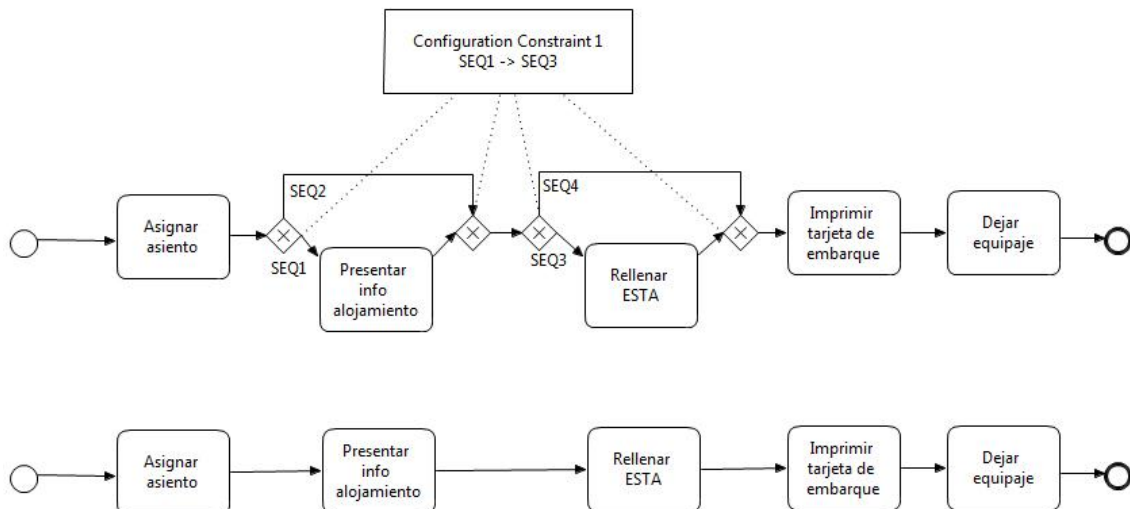 Configuration Constraint 1
SEQ1 -> SEQ3
SEQ2
SEQ4
Asignar
asiento
SEQ1
Presentar
info
alojamiento
SEQ3
Rellenar
ESTA
Imprimir
tarjeta de
embarque
Dejar
equipaje
Asignar
asiento
Presentar
info
alojamiento
Rellenar
ESTA
Imprimir
tarjeta de
embarque
Dejar
equipaje